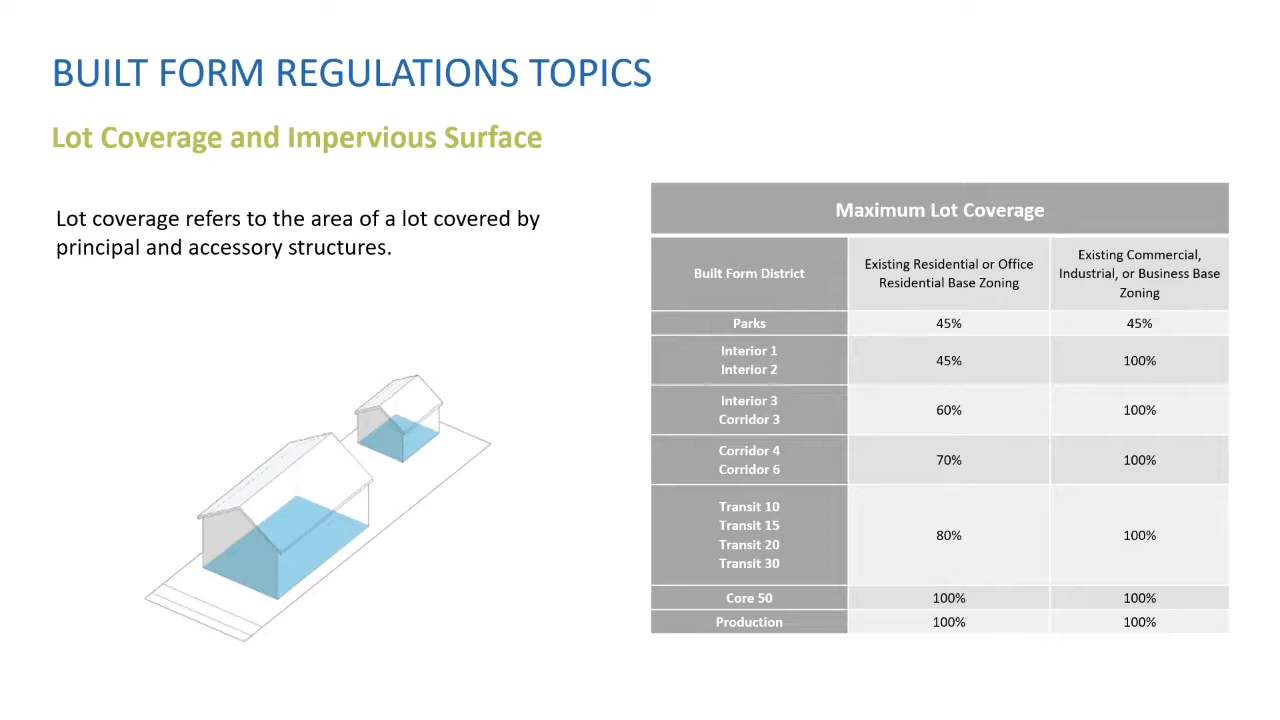 BUILT FORM REGULATIONS TOPICS
Lot Coverage and Impervious Surface
Lot coverage refers to the area of a lot covered by
principal and accessory structures.
Maximum Lot Coverage
Built Form District
Existing Residential or Office
Residential Base Zoning
Existing Commercial,
Industrial, or Business Base
Zoning
Parks 45% 45%
Interior 1
Interior 2
45% 100%
Interior 3
Corridor 3
60% 100%
Corridor 4
Corridor 6
70% 100%
Transit 10
Transit 15
Transit 20
Transit 30
80% 100%
Core 50 100% 100%
Production 100% 100%